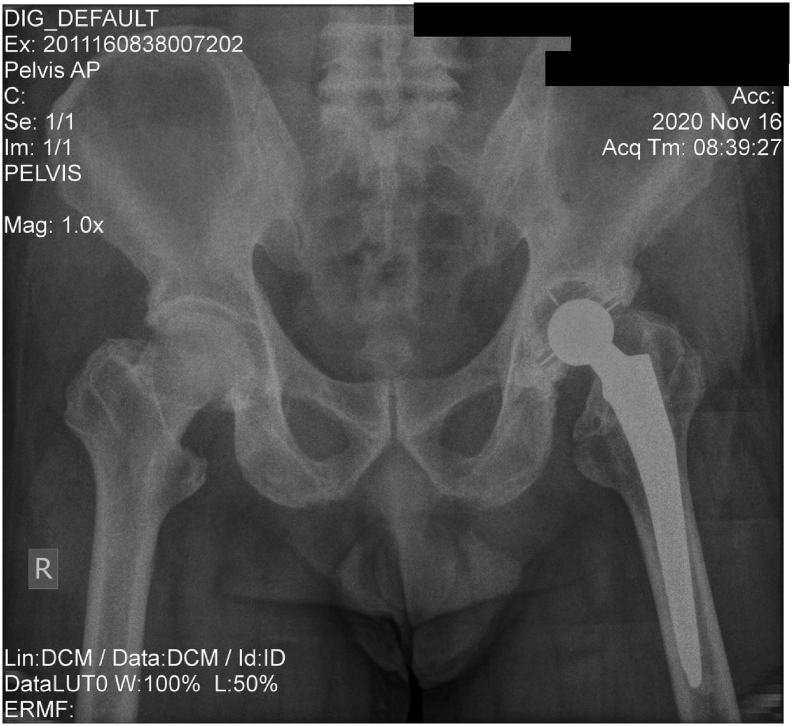 DIG_DEFAULT
Ex: 2011160838007202
Pelvis AP
C:
Se: 1/1
Im: 1/1
PELVIS
Mag: 1.0x
Acc:
2020 Nov 16
Acq Tm: 08:39:27
R
Lin:DCM / Data:DCM / Id:ID
DataLUT0 W:100% L:50%
ERMF: